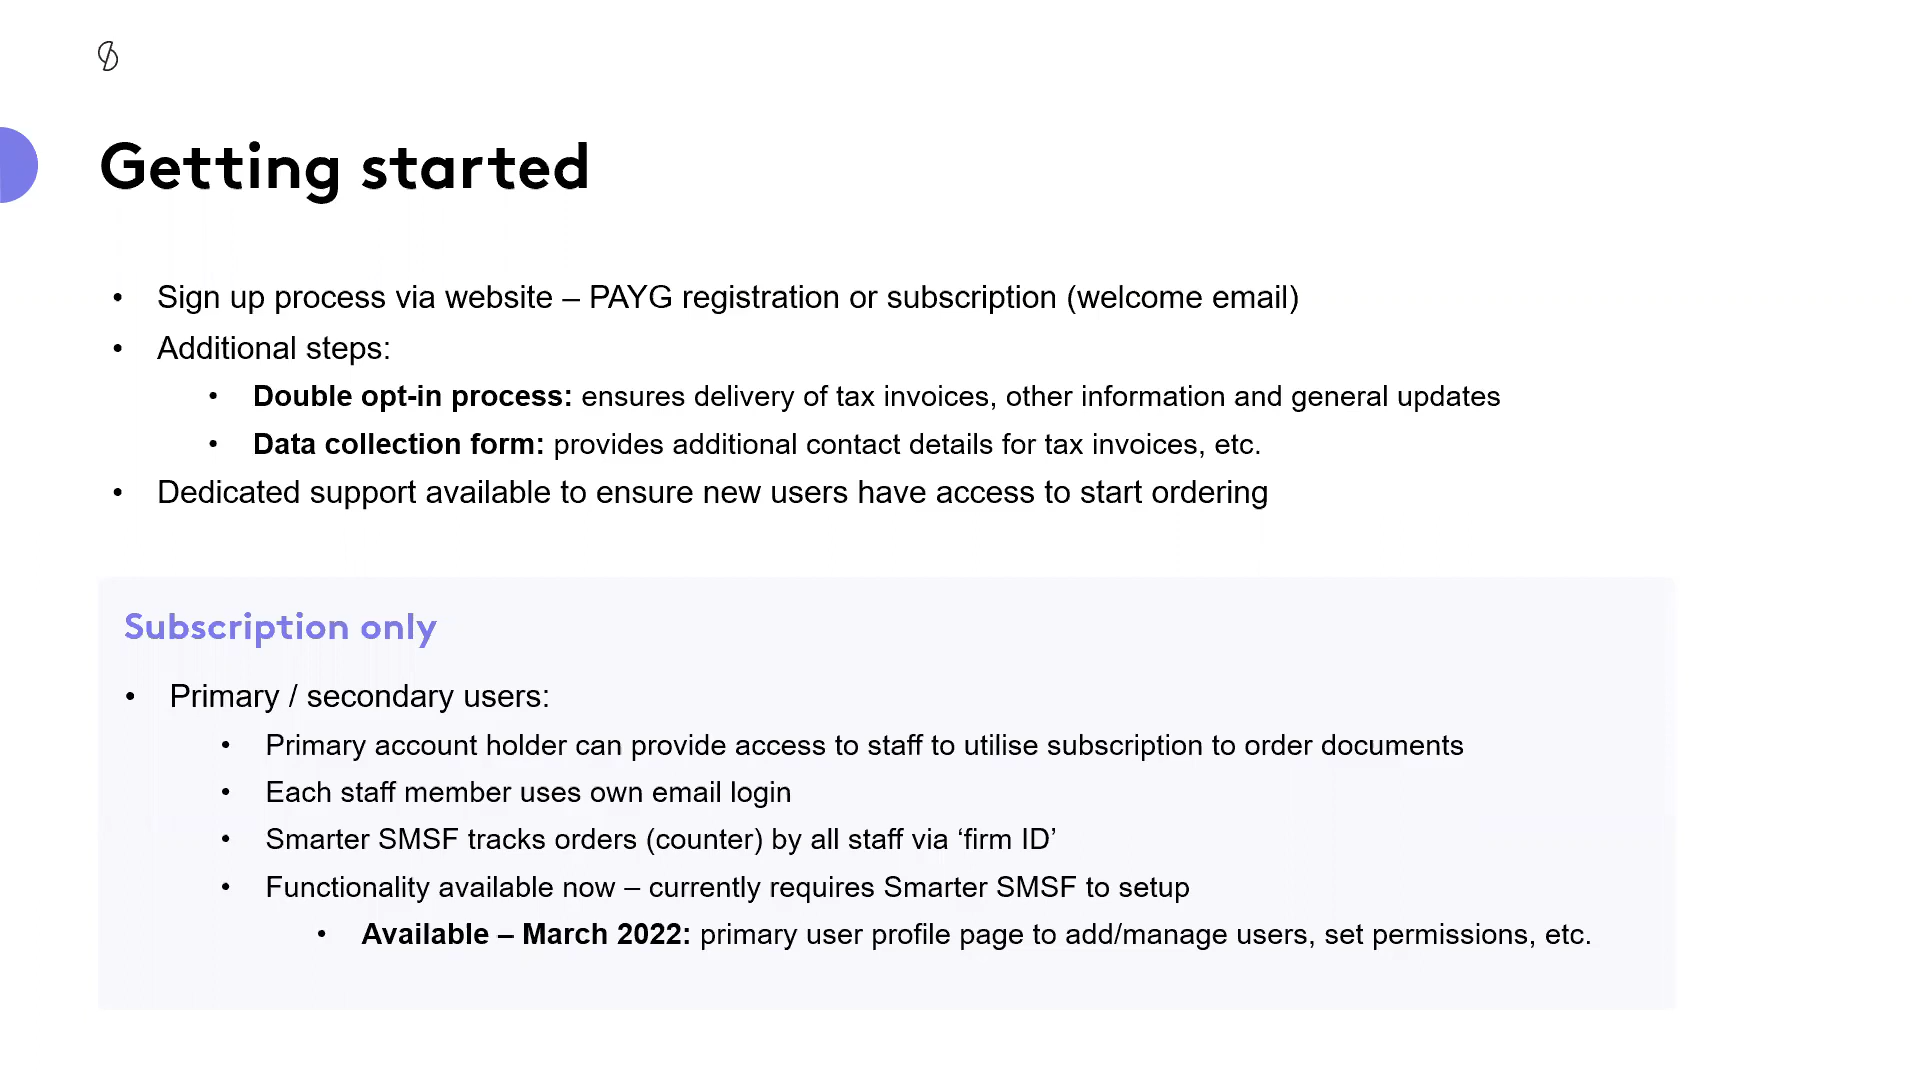 Getting started
• Sign up process via website – PAYG registration or subscription (welcome email)
• Additional steps:
• Double opt-in process: ensures delivery of tax invoices, other information and general updates
• Data collection form: provides additional contact details for tax invoices, etc.
• Dedicated support available to ensure new users have access to start ordering
Subscription only
• Primary / secondary users:
• Primary account holder can provide access to staff to utilise subscription to order documents
• Each staff member uses own email login
• Smarter SMSF tracks orders (counter) by all staff via ‘firm ID’
• Functionality available now – currently requires Smarter SMSF to setup
• Available – March 2022: primary user profile page to add/manage users, set permissions, etc.